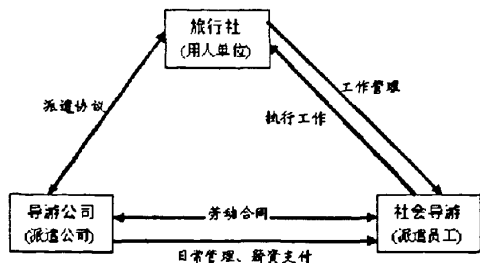 旅行社
(用人单位)
派遣协议
工作管理
执行工作
导游公司
(派遣公司)
劳动合同
社会导游
(派遣员工)
日常管理、薪资支付